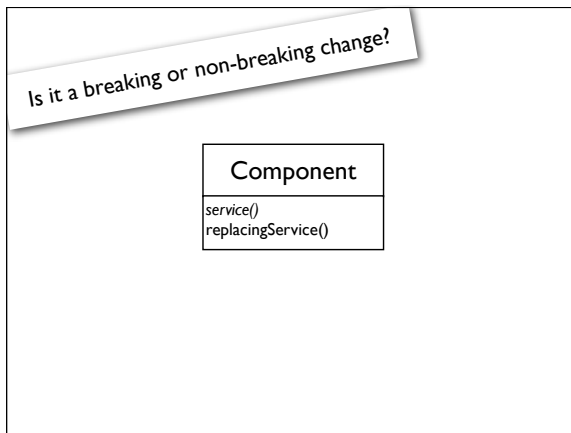 Is it a breaking or non-breaking change?
Component
service()
replacingService()